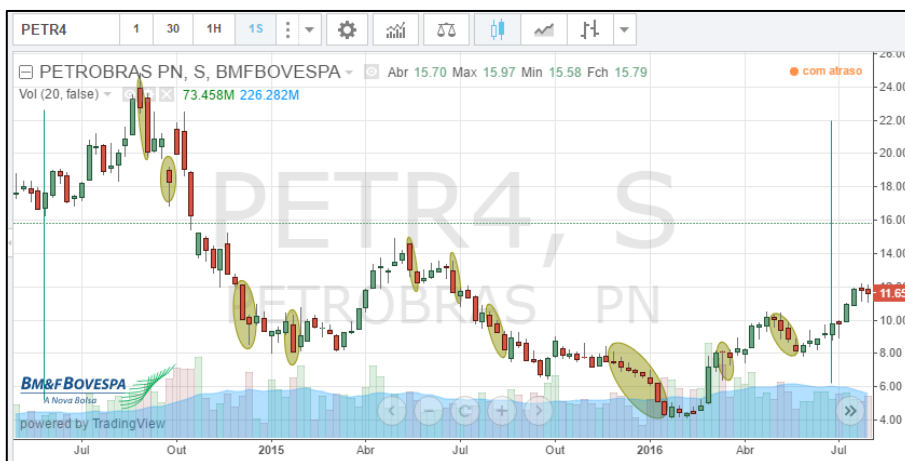 PETR4 1 30 1H 1S
PETROBRAS PN, S, BMFBOVESPA Abr 15.70 Max 15.97 Min 15.58 Fch 15.79
com atraso
Vol (20, false) 73.458M 226.282M
26.00
24.00
22.00
20.00
18.00
16.00
14.00
12.00
11.65
10.00
8.00
6.00
4.00
PETR4, S
PETROBRAS PN
BM&FBOVESPA
A Nova Bolsa
powered by TradingView
Jul Out 2015 Abr Jul Out 2016 Abr Jul